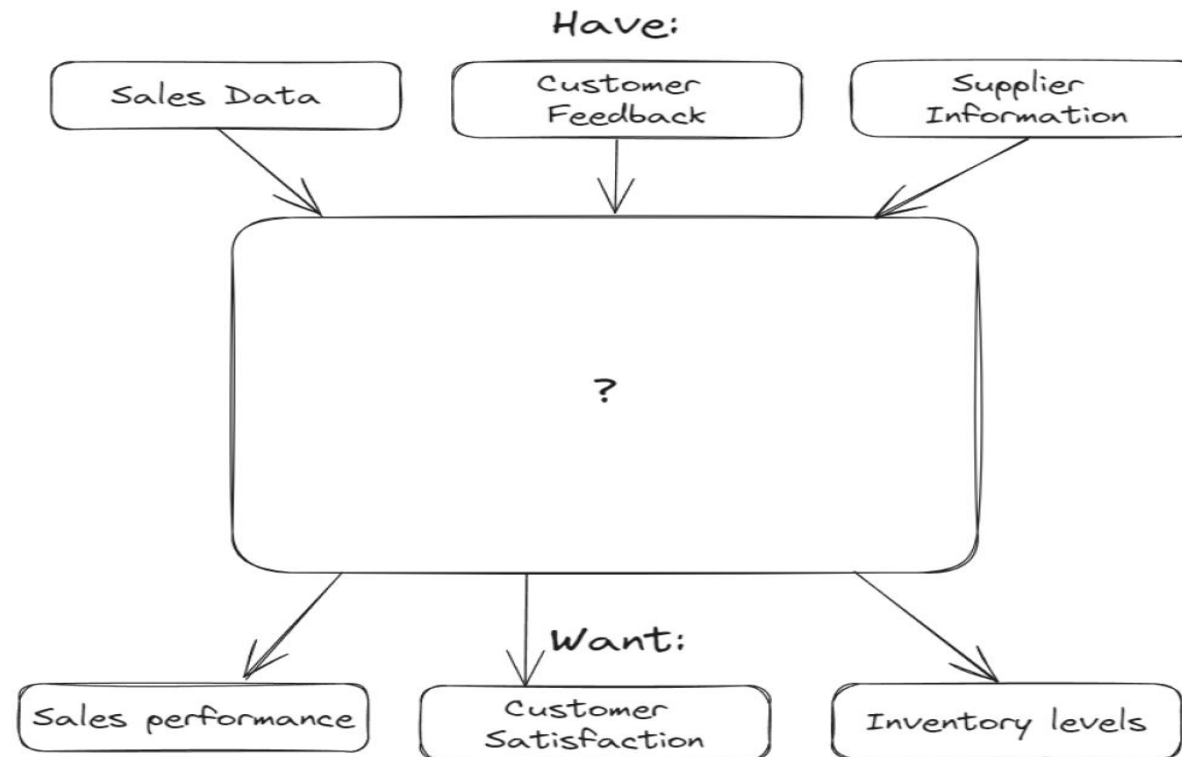 Have:
Sales Data
Customer
Feedback
Supplier
Information
?
Want:
Sales performance
Customer
Satisfaction
Inventory levels